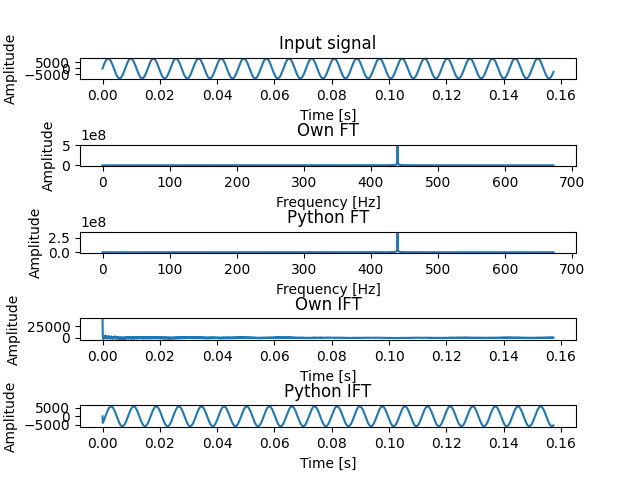 Input signal
Amplitude
5000
0
−5000
0.00 0.02 0.04 0.06 0.08 0.10 0.12 0.14 0.16
Time [s]
Own FT
1e8
Amplitude
5
0
0 100 200 300 400 500 600 700
Frequency [Hz]
Python FT
1e8
Amplitude
2.5
0.0
0 100 200 300 400 500 600 700
Frequency [Hz]
Own IFT
Amplitude
25000
0
0.00 0.02 0.04 0.06 0.08 0.10 0.12 0.14 0.16
Time [s]
Python IFT
Amplitude
5000
0
−5000
0.00 0.02 0.04 0.06 0.08 0.10 0.12 0.14 0.16
Time [s]